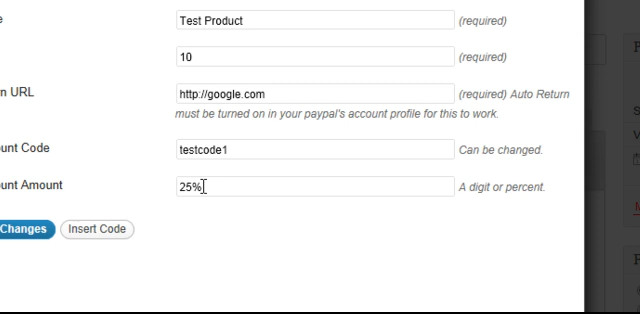 Test Product (required)
10 (required)
URL http://google.com (required) Auto Return
must be turned on in your paypal's account profile for this to work.
Code testcode1 Can be changed.
Amount 25% A digit or percent.
Changes Insert Code